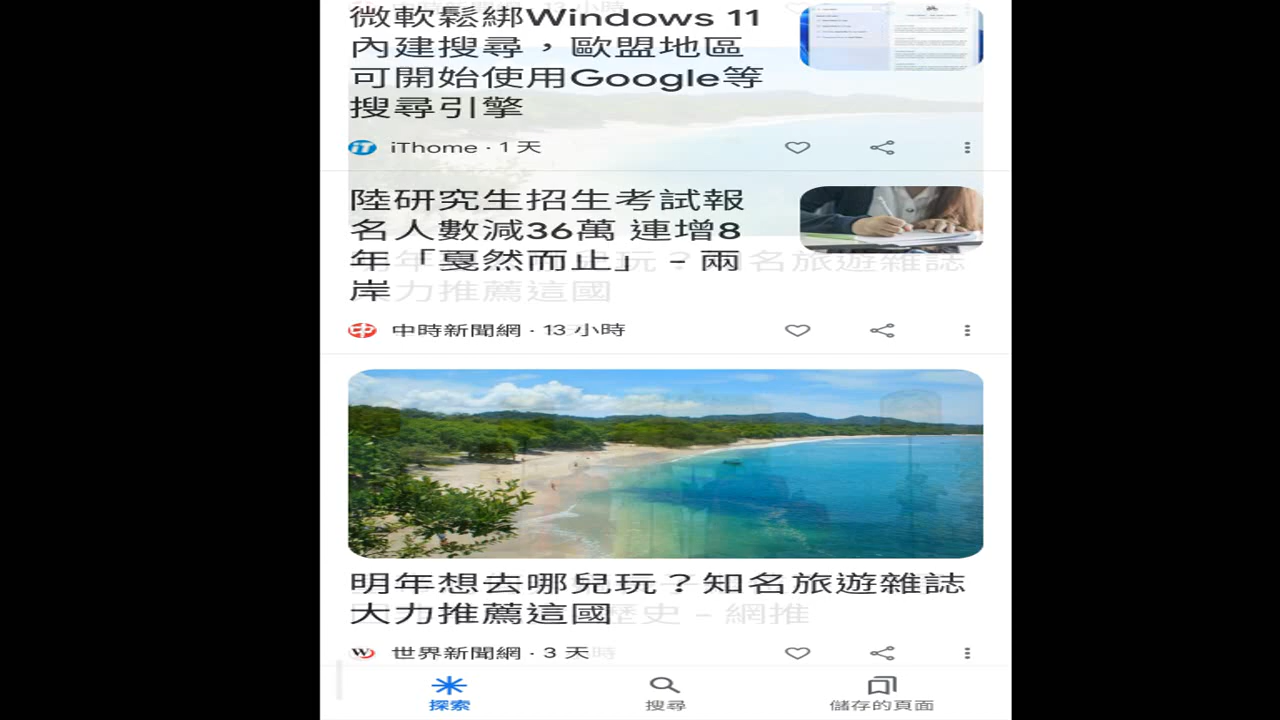 微軟鬆綁Windows 11
內建搜尋，歐盟地區
可開始使用Google等
搜尋引擎
iThome · 1 天
陸研究生招生考試報
名人數減36萬 連增8
年「戛然而止」 - 兩
岸
中時新聞網 · 13 小時
明年想去哪兒玩？知名旅遊雜誌
大力推薦這國
世界新聞網 · 3 天
探索
搜尋
儲存的頁面